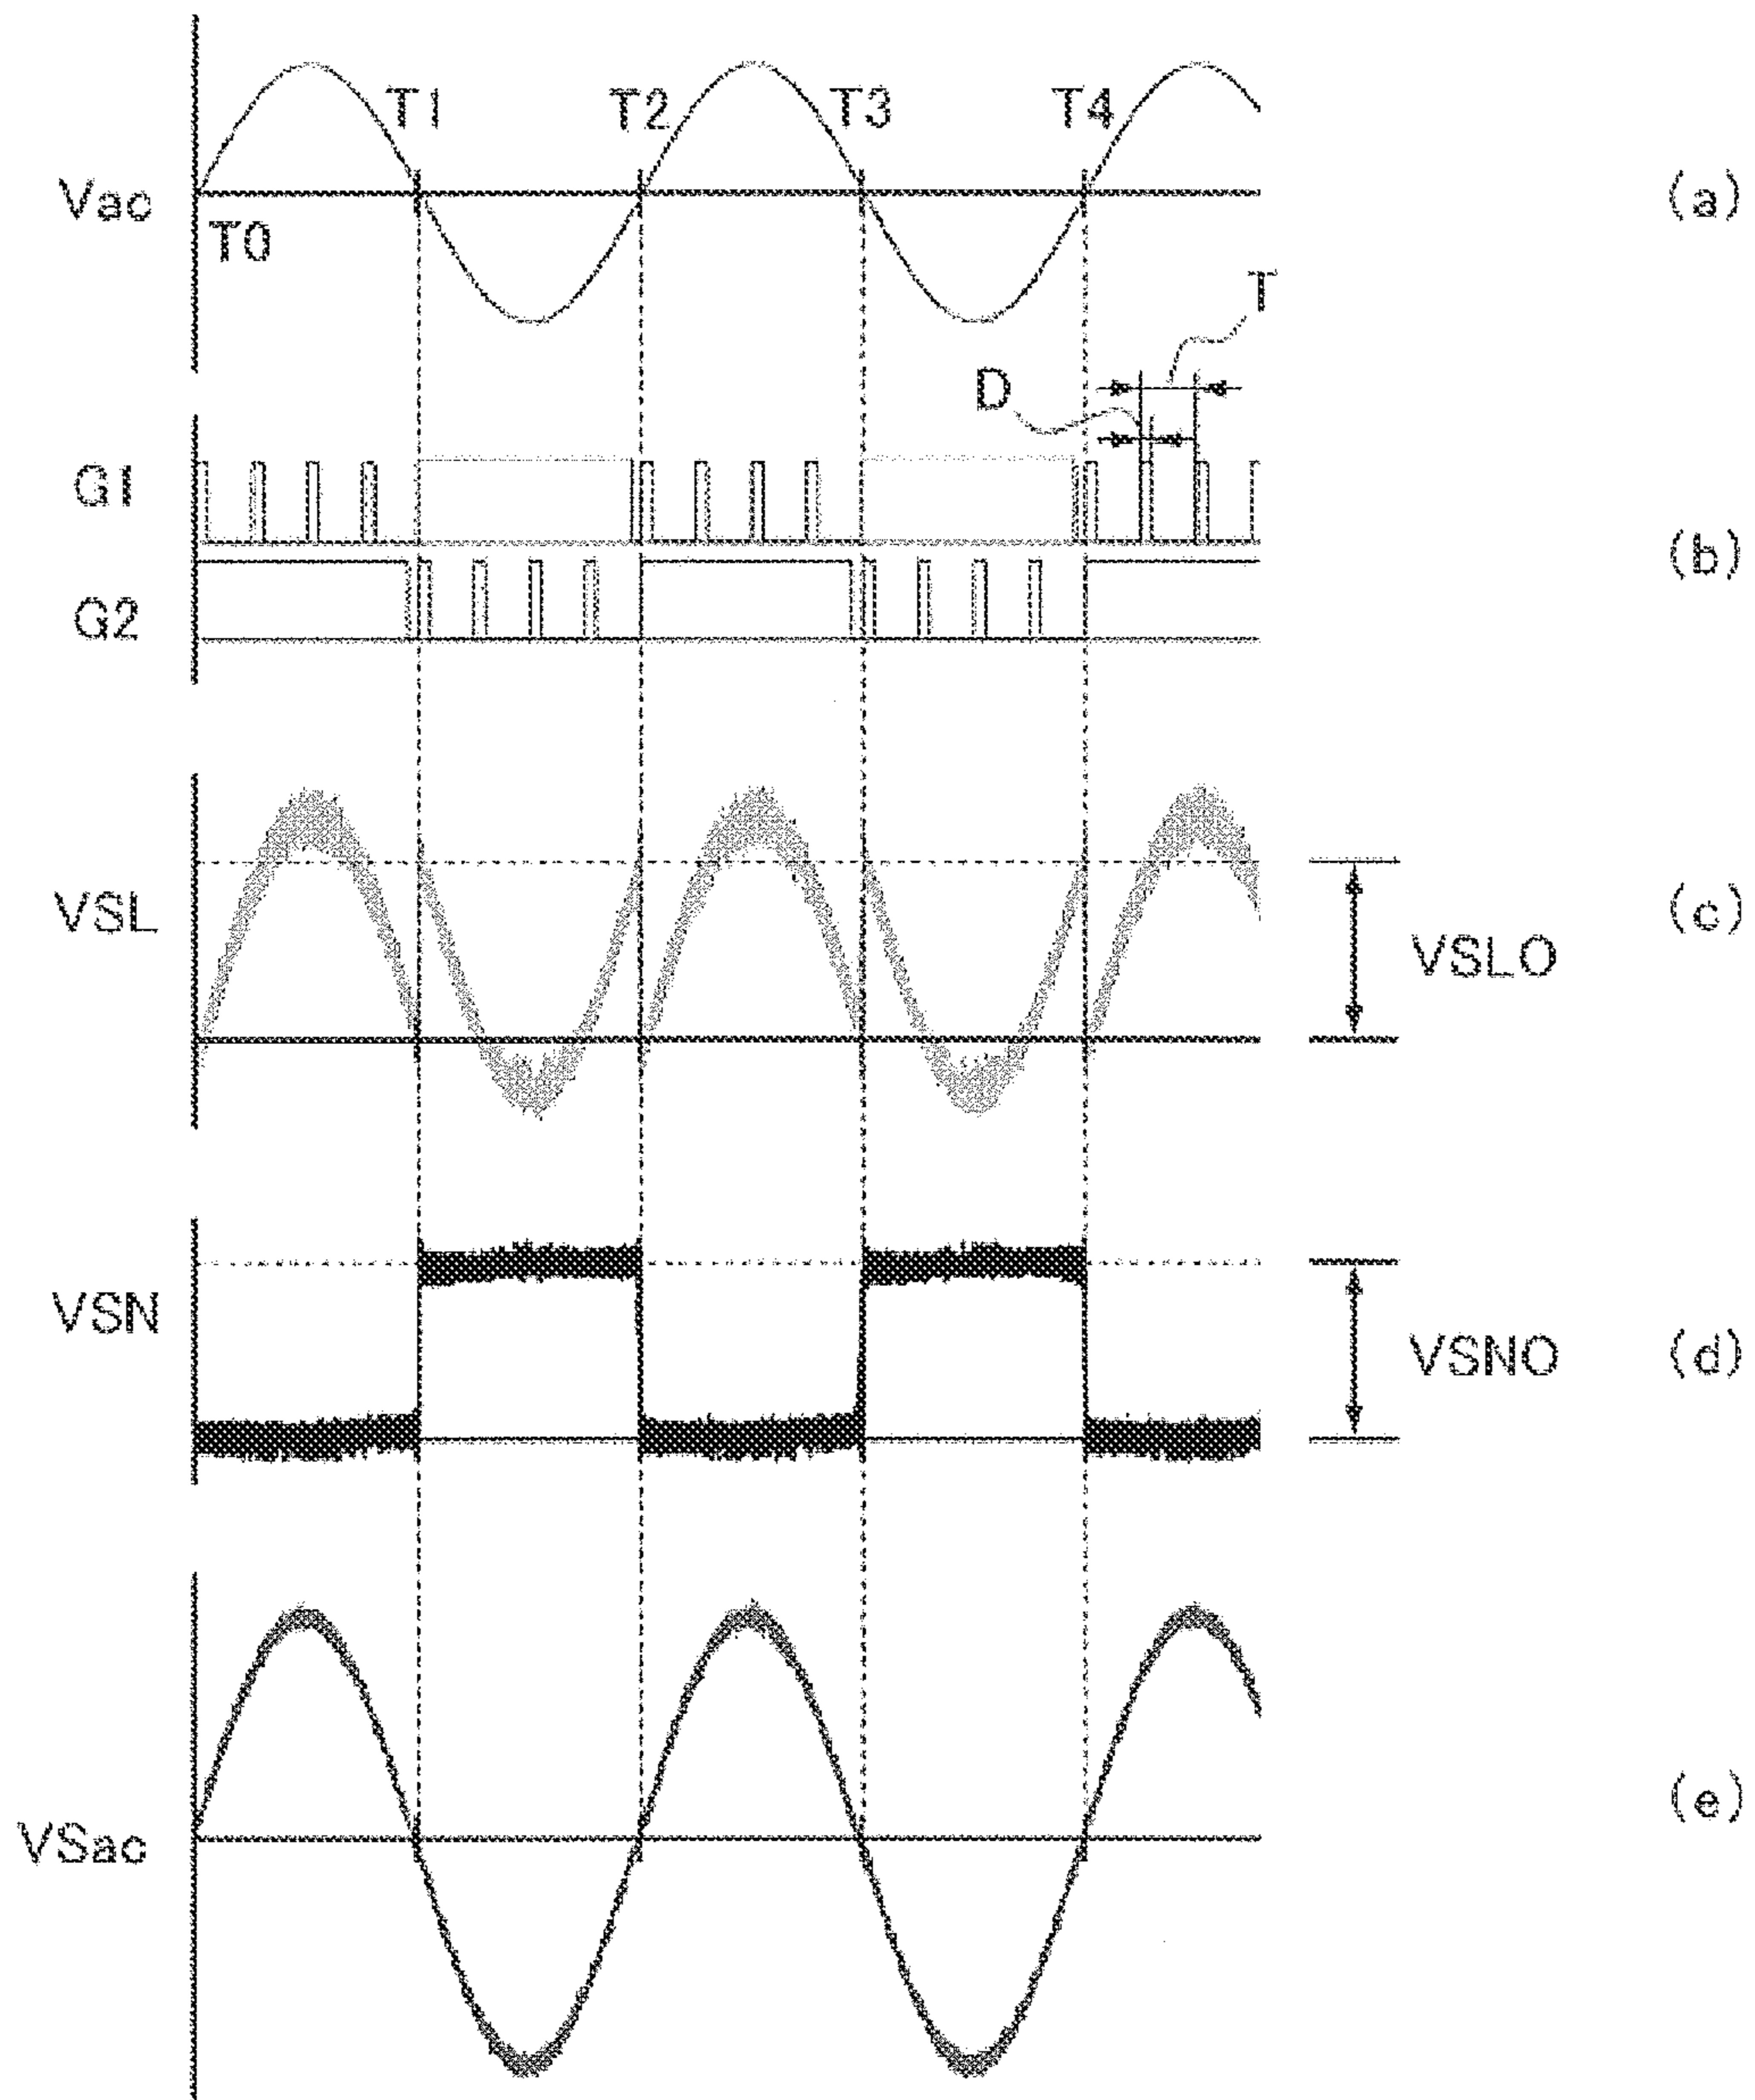 T1 T2 T3 T4
Vac
T0
(a)
T
D
G1
(b)
G2
VSL
VSLO
(c)
VSN
VSNO
(d)
VSac
(e)